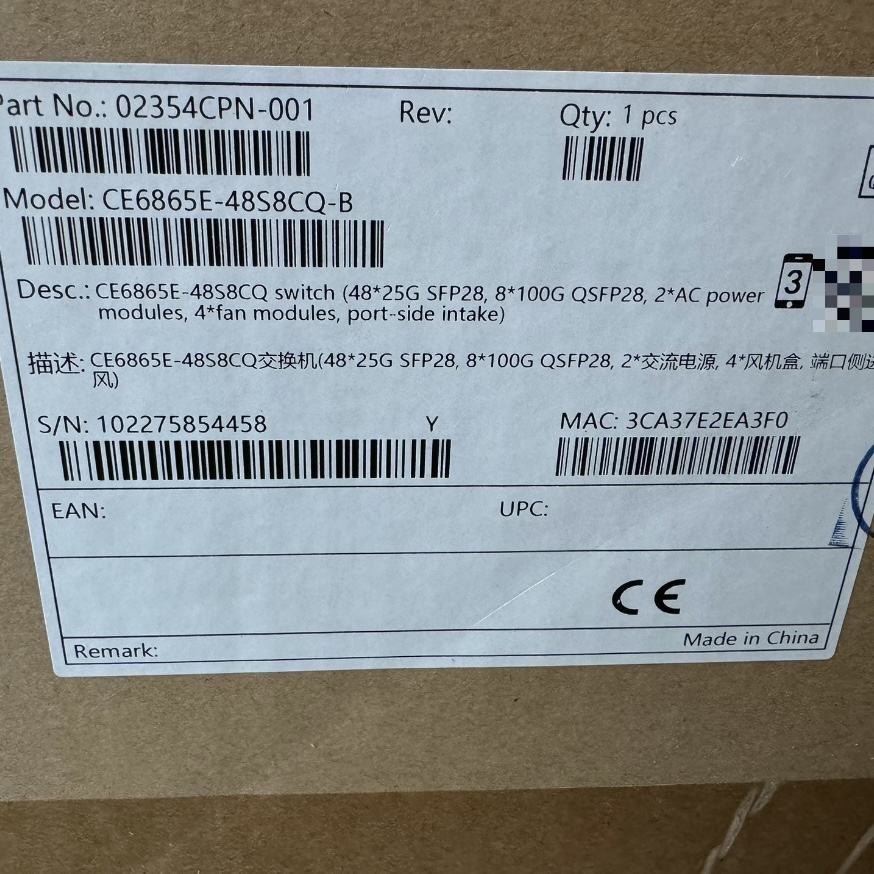 Part No.: 02354CPN-001 Rev: Qty: 1 pcs
Model: CE6865E-48S8CQ-B
Desc.: CE6865E-48S8CQ switch (48*25G SFP28, 8*100G QSFP28, 2*AC power
modules, 4*fan modules, port-side intake)
3
描述: CE6865E-48S8CQ交换机(48*25G SFP28, 8*100G QSFP28, 2*交流电源, 4*风机盒, 端口侧进
风)
S/N: 102275854458 Y MAC: 3CA37E2EA3F0
EAN: UPC:
CE
Remark: Made in China